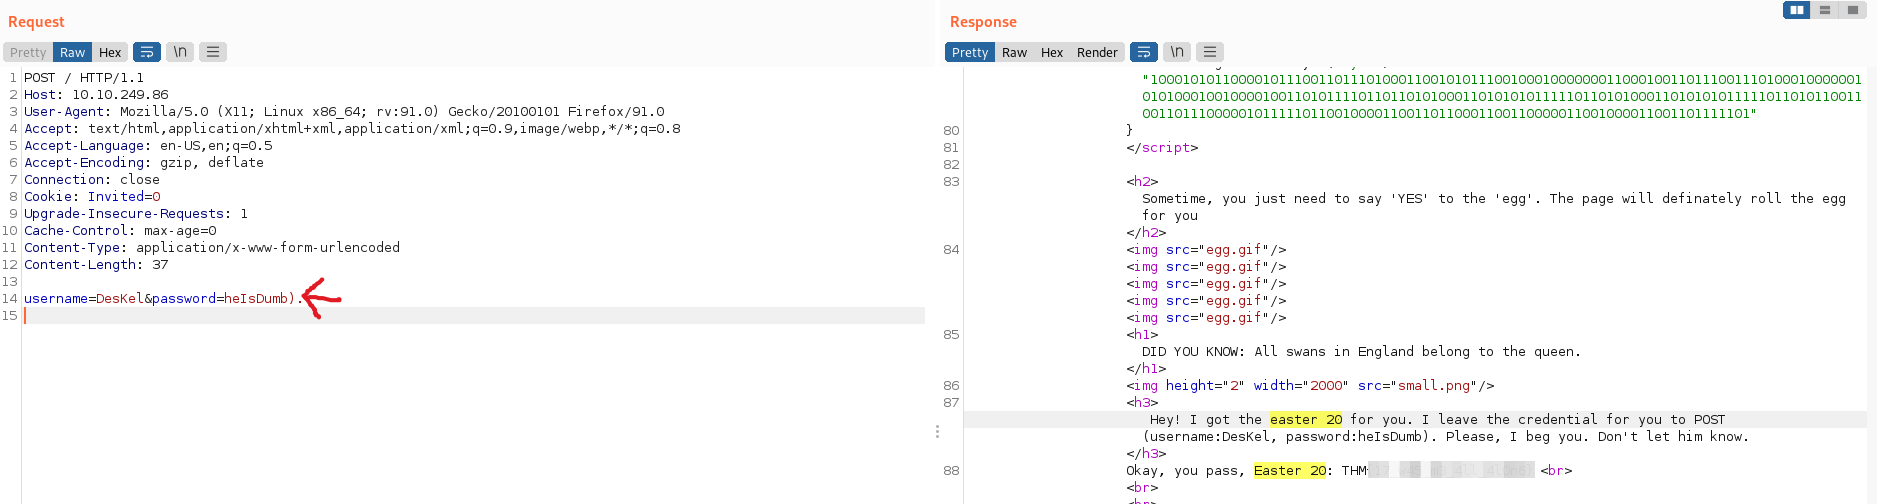 Request
Pretty Raw Hex \n
1 POST / HTTP/1.1
2 Host: 10.10.249.86
3 User-Agent: Mozilla/5.0 (X11; Linux x86_64; rv:91.0) Gecko/20100101 Firefox/91.0
4 Accept: text/html,application/xhtml+xml,application/xml;q=0.9,image/webp,*/*;q=0.8
5 Accept-Language: en-US,en;q=0.5
6 Accept-Encoding: gzip, deflate
7 Connection: close
8 Cookie: Invited=0
9 Upgrade-Insecure-Requests: 1
10 Cache-Control: max-age=0
11 Content-Type: application/x-www-form-urlencoded
12 Content-Length: 37
13
14 username=DesKel&password=heIsDumb).
15
Response
Pretty Raw Hex Render \n
80 }
81 </script>
82
83 <h2>
Sometime, you just need to say 'YES' to the 'egg'. The page will definately roll the egg
for you
</h2>
84 <img src="egg.gif"/>
<img src="egg.gif"/>
<img src="egg.gif"/>
<img src="egg.gif"/>
<img src="egg.gif"/>
85 <h1>
DID YOU KNOW: All swans in England belong to the queen.
</h1>
86 <img height="2" width="2000" src="small.png"/>
87 <h3>
Hey! I got the easter 20 for you. I leave the credential for you to POST
(username:DesKel, password:heIsDumb). Please, I beg you. Don't let him know.
</h3>
88 Okay, you pass, Easter 20: THM <br>
<br>